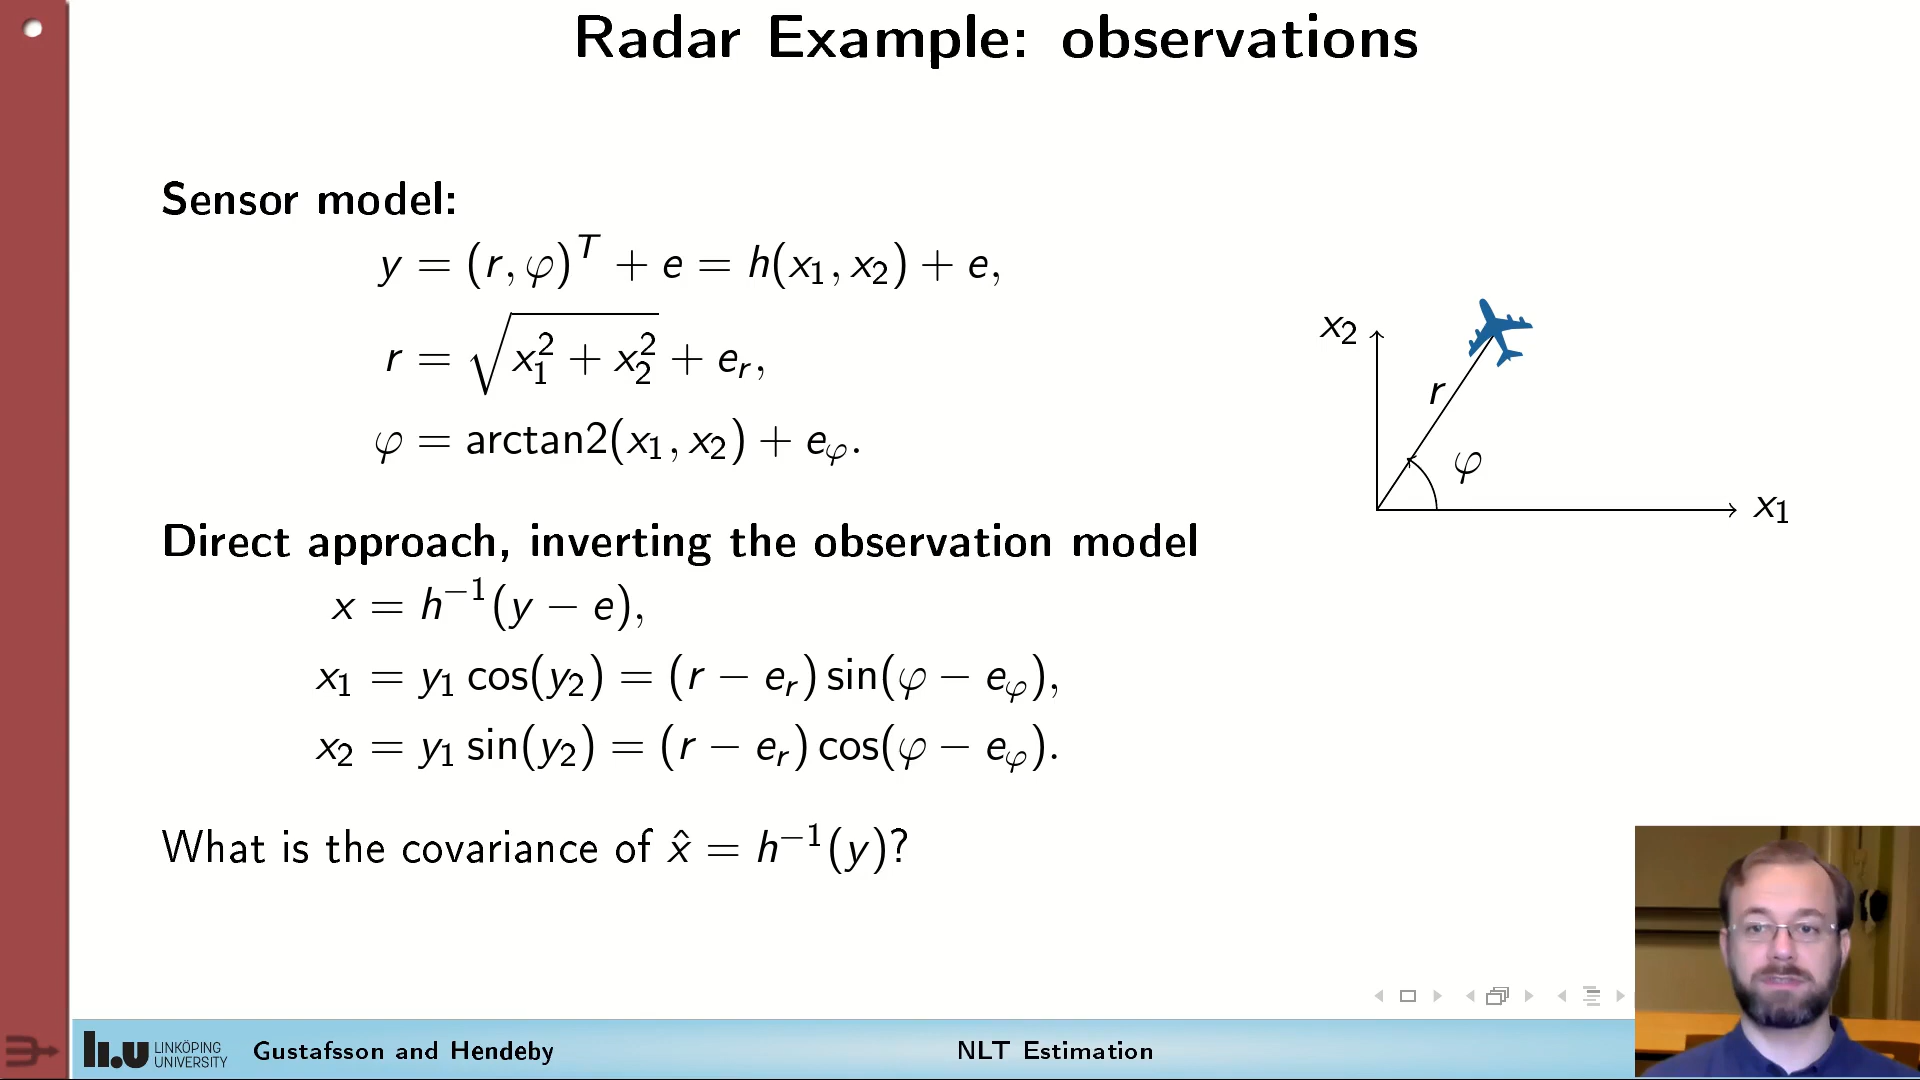 Radar Example: observations
Sensor model:
y = (r, φ)^T + e = h(x₁, x₂) + e,
r = √(x₁² + x₂²) + e_r,
φ = arctan2(x₁, x₂) + e_φ.
x₂
r
φ
x₁
Direct approach, inverting the observation model
x = h⁻¹(y − e),
x₁ = y₁ cos(y₂) = (r − e_r) sin(φ − e_φ),
x₂ = y₁ sin(y₂) = (r − e_r) cos(φ − e_φ).
What is the covariance of x̂ = h⁻¹(y)?
li.u LINKÖPING UNIVERSITY
Gustafsson and Hendeby
NLT Estimation